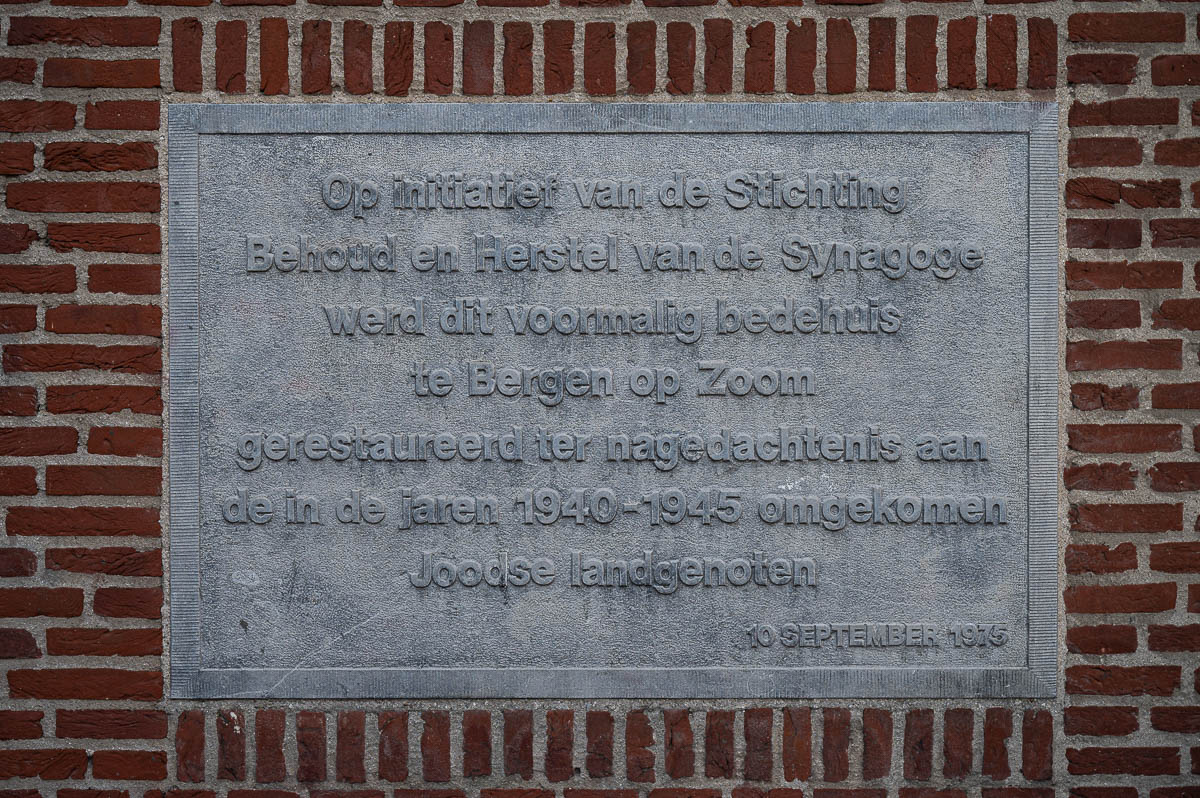 Op initiatief van de Stichting
Behoud en Herstel van de Synagoge
werd dit voormalig bedehuis
te Bergen op Zoom
gerestaureerd ter nagedachtenis aan
de in de jaren 1940-1945 omgekomen
Joodse landgenoten
10 SEPTEMBER 1975